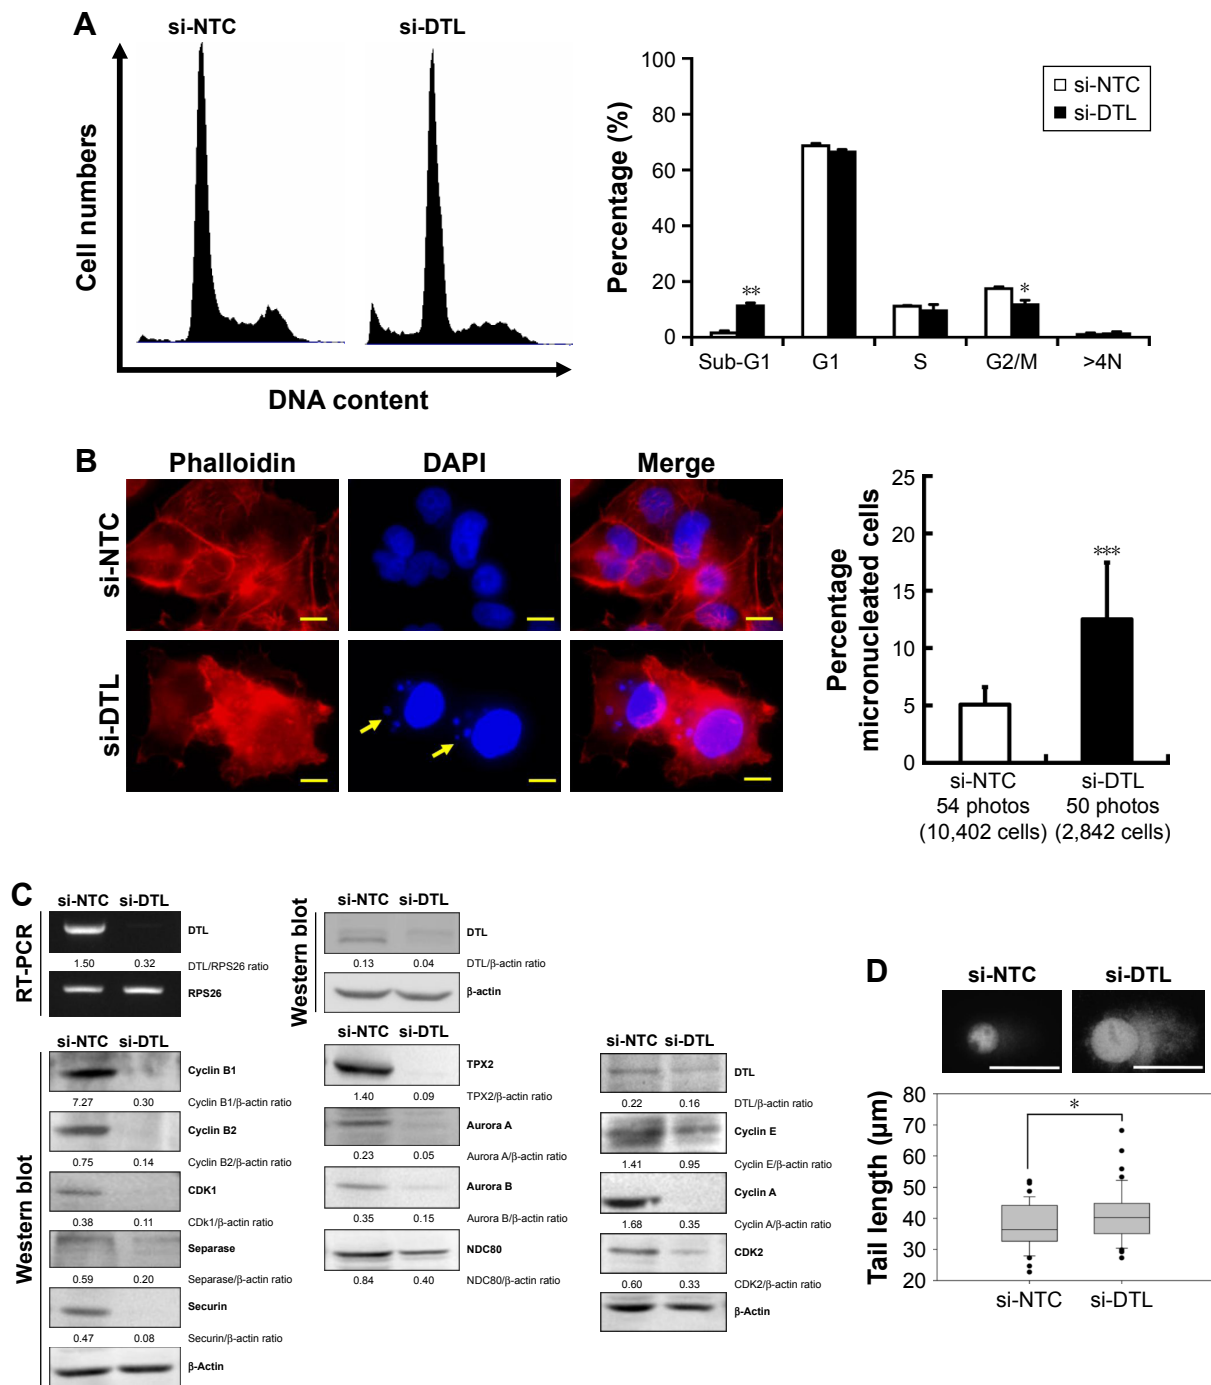 A
si-NTC
si-DTL
Cell numbers
DNA content
Percentage (%)
100
80
60
40
20
0
si-NTC
si-DTL
**
*
Sub-G1
G1
S
G2/M
>4N
B
Phalloidin
DAPI
Merge
si-NTC
si-DTL
Percentage
micronucleated cells
25
20
15
10
5
0
***
si-NTC
54 photos
(10,402 cells)
si-DTL
50 photos
(2,842 cells)
C
RT-PCR
si-NTC si-DTL
DTL
1.50 0.32 DTL/RPS26 ratio
RPS26
Western blot
si-NTC si-DTL
DTL
0.13 0.04 DTL/β-actin ratio
β-actin
Western blot
si-NTC si-DTL
Cyclin B1
7.27 0.30 Cyclin B1/β-actin ratio
Cyclin B2
0.75 0.14 Cyclin B2/β-actin ratio
CDK1
0.38 0.11 CDk1/β-actin ratio
Separase
0.59 0.20 Separase/β-actin ratio
Securin
0.47 0.08 Securin/β-actin ratio
β-Actin
si-NTC si-DTL
TPX2
1.40 0.09 TPX2/β-actin ratio
Aurora A
0.23 0.05 Aurora A/β-actin ratio
Aurora B
0.35 0.15 Aurora B/β-actin ratio
NDC80
0.84 0.40 NDC80/β-actin ratio
si-NTC si-DTL
DTL
0.22 0.16 DTL/β-actin ratio
Cyclin E
1.41 0.95 Cyclin E/β-actin ratio
Cyclin A
1.68 0.35 Cyclin A/β-actin ratio
CDK2
0.60 0.33 CDK2/β-actin ratio
β-Actin
D
si-NTC
si-DTL
Tail length (μm)
80
70
60
50
40
30
20
*
si-NTC
si-DTL